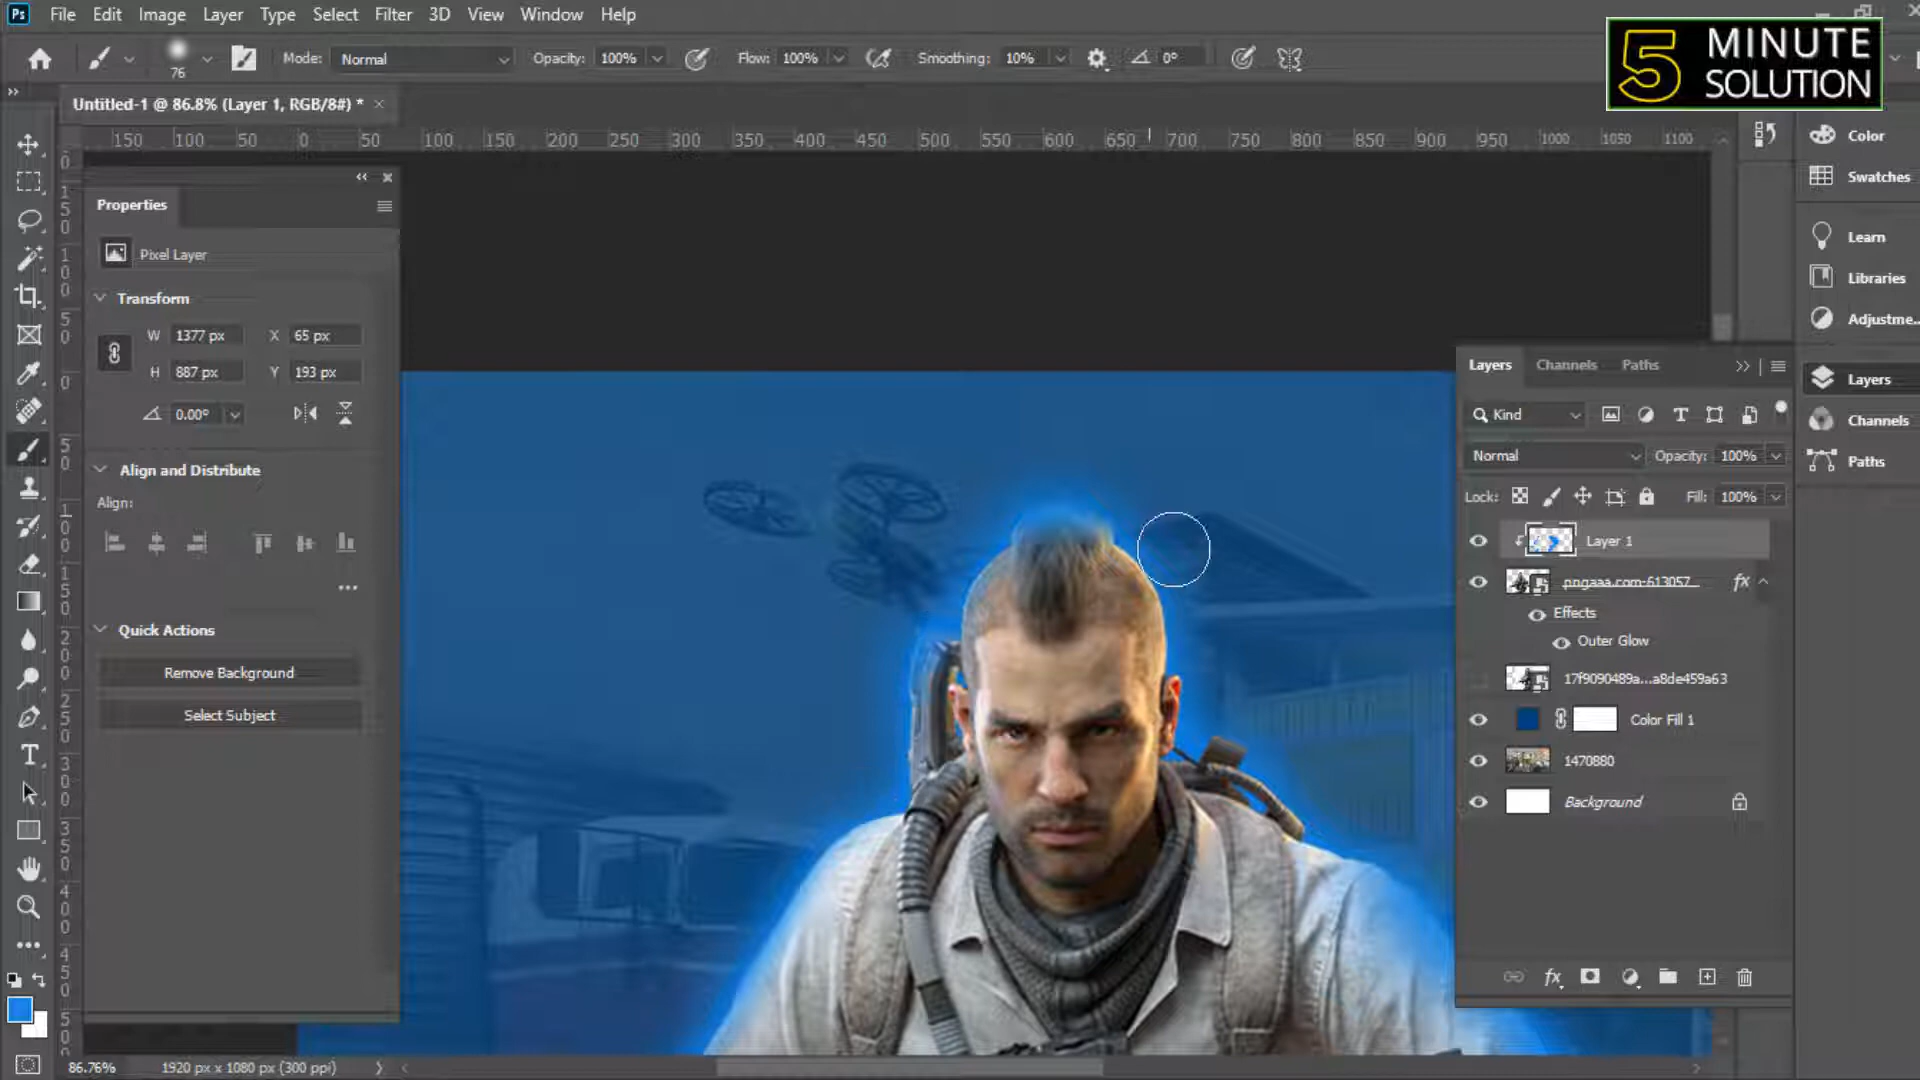 Ps File Edit Image Layer Type Select Filter 3D View Window Help
5 MINUTE SOLUTION
76 Mode: Normal Opacity: 100% Flow: 100% Smoothing: 10% 0°
Untitled-1 @ 86.8% (Layer 1, RGB/8#) *
150 100 50 0 50 100 150 200 250 300 350 400 450 500 550 600 650 700 750 800 850 900 950 1000 1050 1100
Properties
Pixel Layer
Transform
W 1377 px X 65 px
H 887 px Y 193 px
0.00°
Align and Distribute
Align:
Quick Actions
Remove Background
Select Subject
Layers Channels Paths
Kind
Normal Opacity: 100%
Lock: Fill: 100%
Layer 1
pngaaa.com-613057... fx
Effects
Outer Glow
17f9090489a...a8de459a63
Color Fill 1
1470880
Background
fx
Color
Swatches
Learn
Libraries
Adjustme...
Layers
Channels
Paths
86.76% 1920 px x 1080 px (300 ppi)